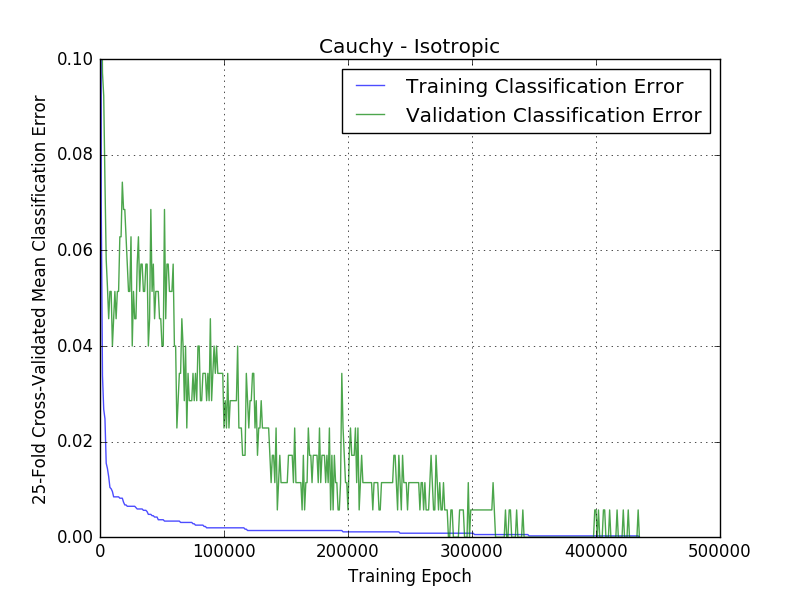 Cauchy - Isotropic
Training Classification Error
Validation Classification Error
25-Fold Cross-Validated Mean Classification Error
0.10
0.08
0.06
0.04
0.02
0.00
0
100000
200000
300000
400000
500000
Training Epoch